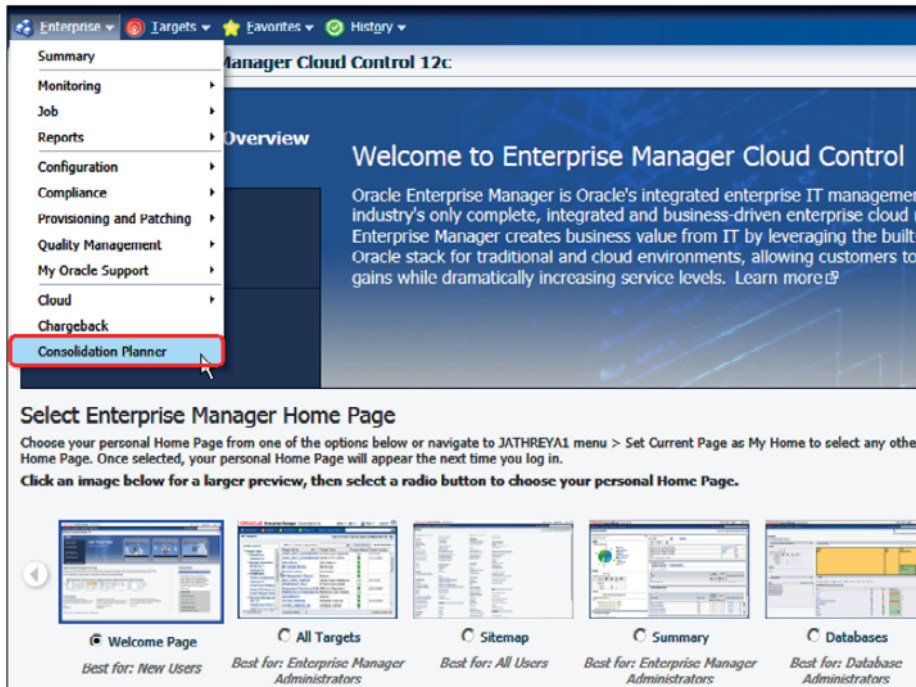 Enterprise Targets Favorites History
Summary
Manager Cloud Control 12c
Monitoring
Job
Reports
Overview
Configuration
Compliance
Provisioning and Patching
Quality Management
My Oracle Support
Cloud
Chargeback
Consolidation Planner
Welcome to Enterprise Manager Cloud Control
Oracle Enterprise Manager is Oracle's integrated enterprise IT managemen
industry's only complete, integrated and business-driven enterprise cloud
Enterprise Manager creates business value from IT by leveraging the built-
Oracle stack for traditional and cloud environments, allowing customers to
gains while dramatically increasing service levels. Learn more
Select Enterprise Manager Home Page
Choose your personal Home Page from one of the options below or navigate to JATHREYA1 menu > Set Current Page as My Home to select any othe
Home Page. Once selected, your personal Home Page will appear the next time you log in.
Click an image below for a larger preview, then select a radio button to choose your personal Home Page.
Welcome Page
Best for: New Users
All Targets
Best for: Enterprise Manager
Administrators
Sitemap
Best for: All Users
Summary
Best for: Enterprise Manager
Administrators
Databases
Best for: Database
Administrators